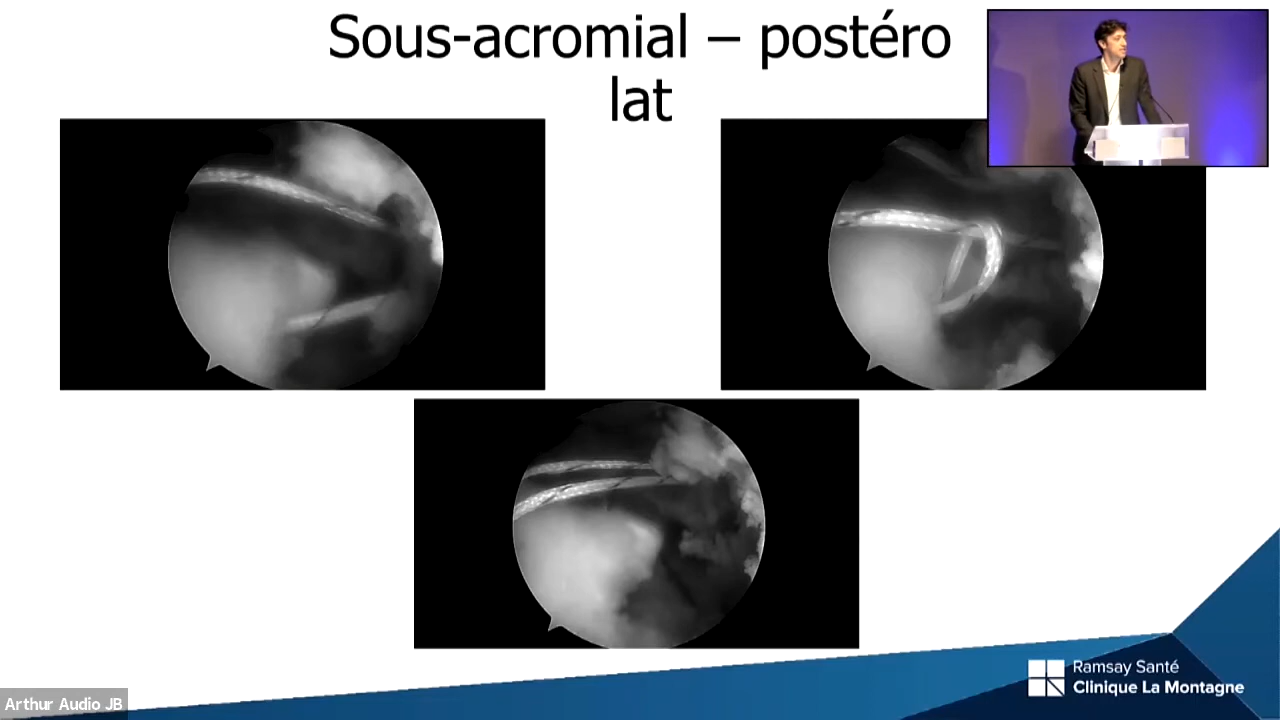 Sous-acromial – postéro
lat
Ramsay Santé
Clinique La Montagne
Arthur Audio JB